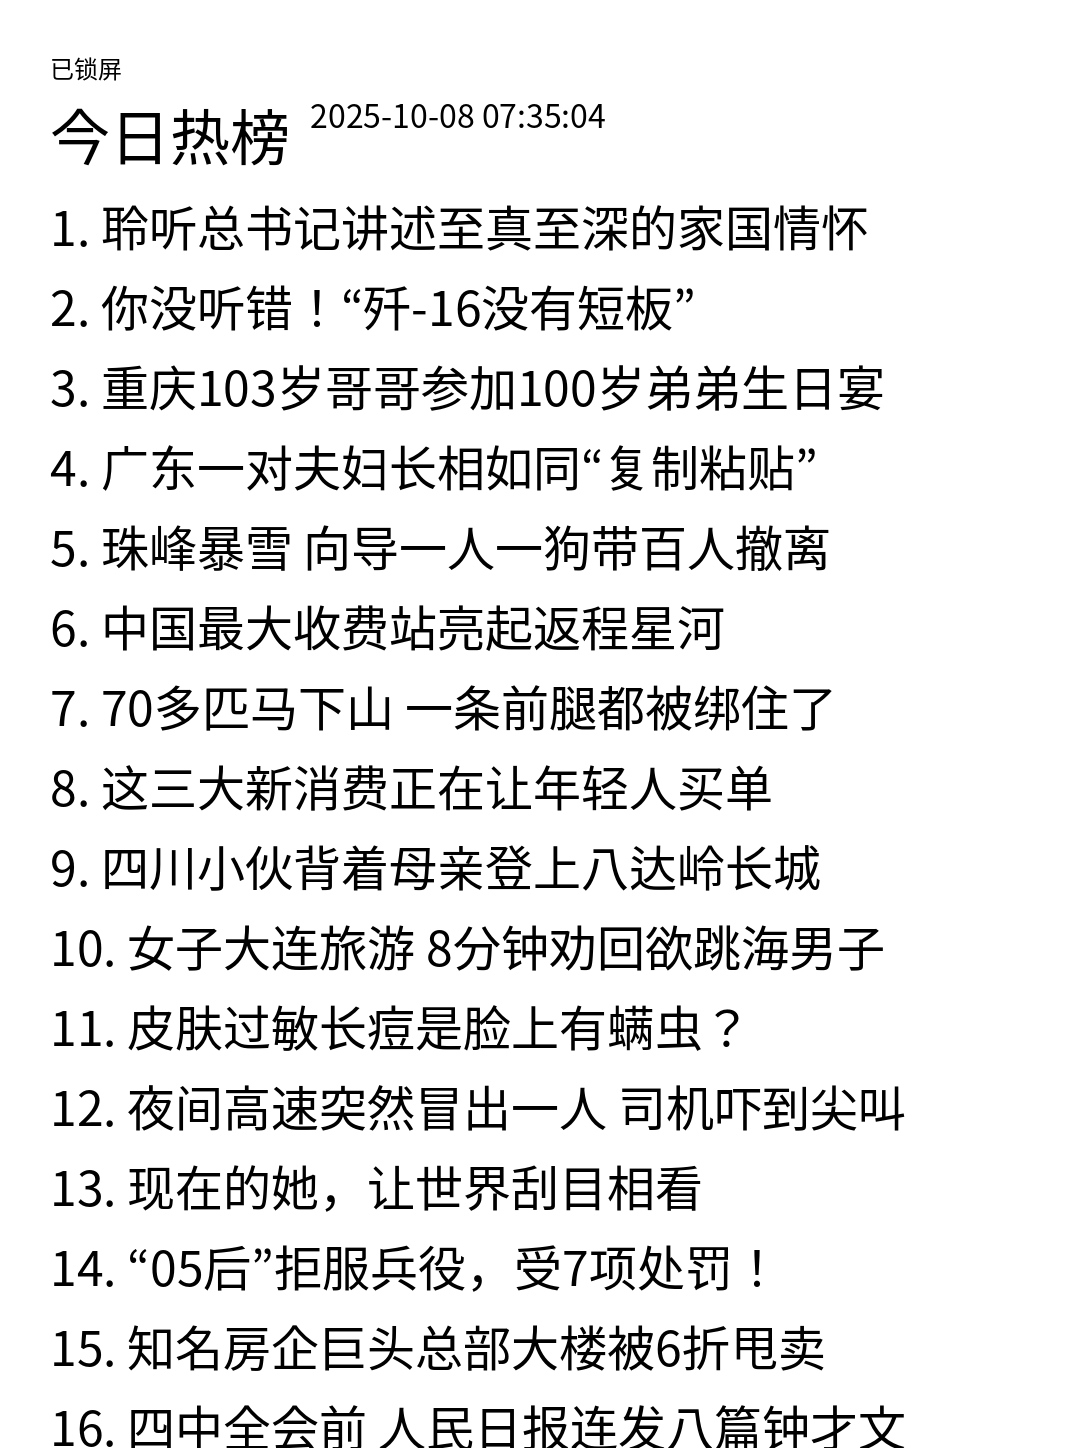 已锁屏
今日热榜 2025-10-08 07:35:04
1. 聆听总书记讲述至真至深的家国情怀
2. 你没听错！“歼-16没有短板”
3. 重庆103岁哥哥参加100岁弟弟生日宴
4. 广东一对夫妇长相如同“复制粘贴”
5. 珠峰暴雪 向导一人一狗带百人撤离
6. 中国最大收费站亮起返程星河
7. 70多匹马下山 一条前腿都被绑住了
8. 这三大新消费正在让年轻人买单
9. 四川小伙背着母亲登上八达岭长城
10. 女子大连旅游 8分钟劝回欲跳海男子
11. 皮肤过敏长痘是脸上有螨虫？
12. 夜间高速突然冒出一人 司机吓到尖叫
13. 现在的她，让世界刮目相看
14. “05后”拒服兵役，受7项处罚！
15. 知名房企巨头总部大楼被6折甩卖
16. 四中全会前 人民日报连发八篇钟才文